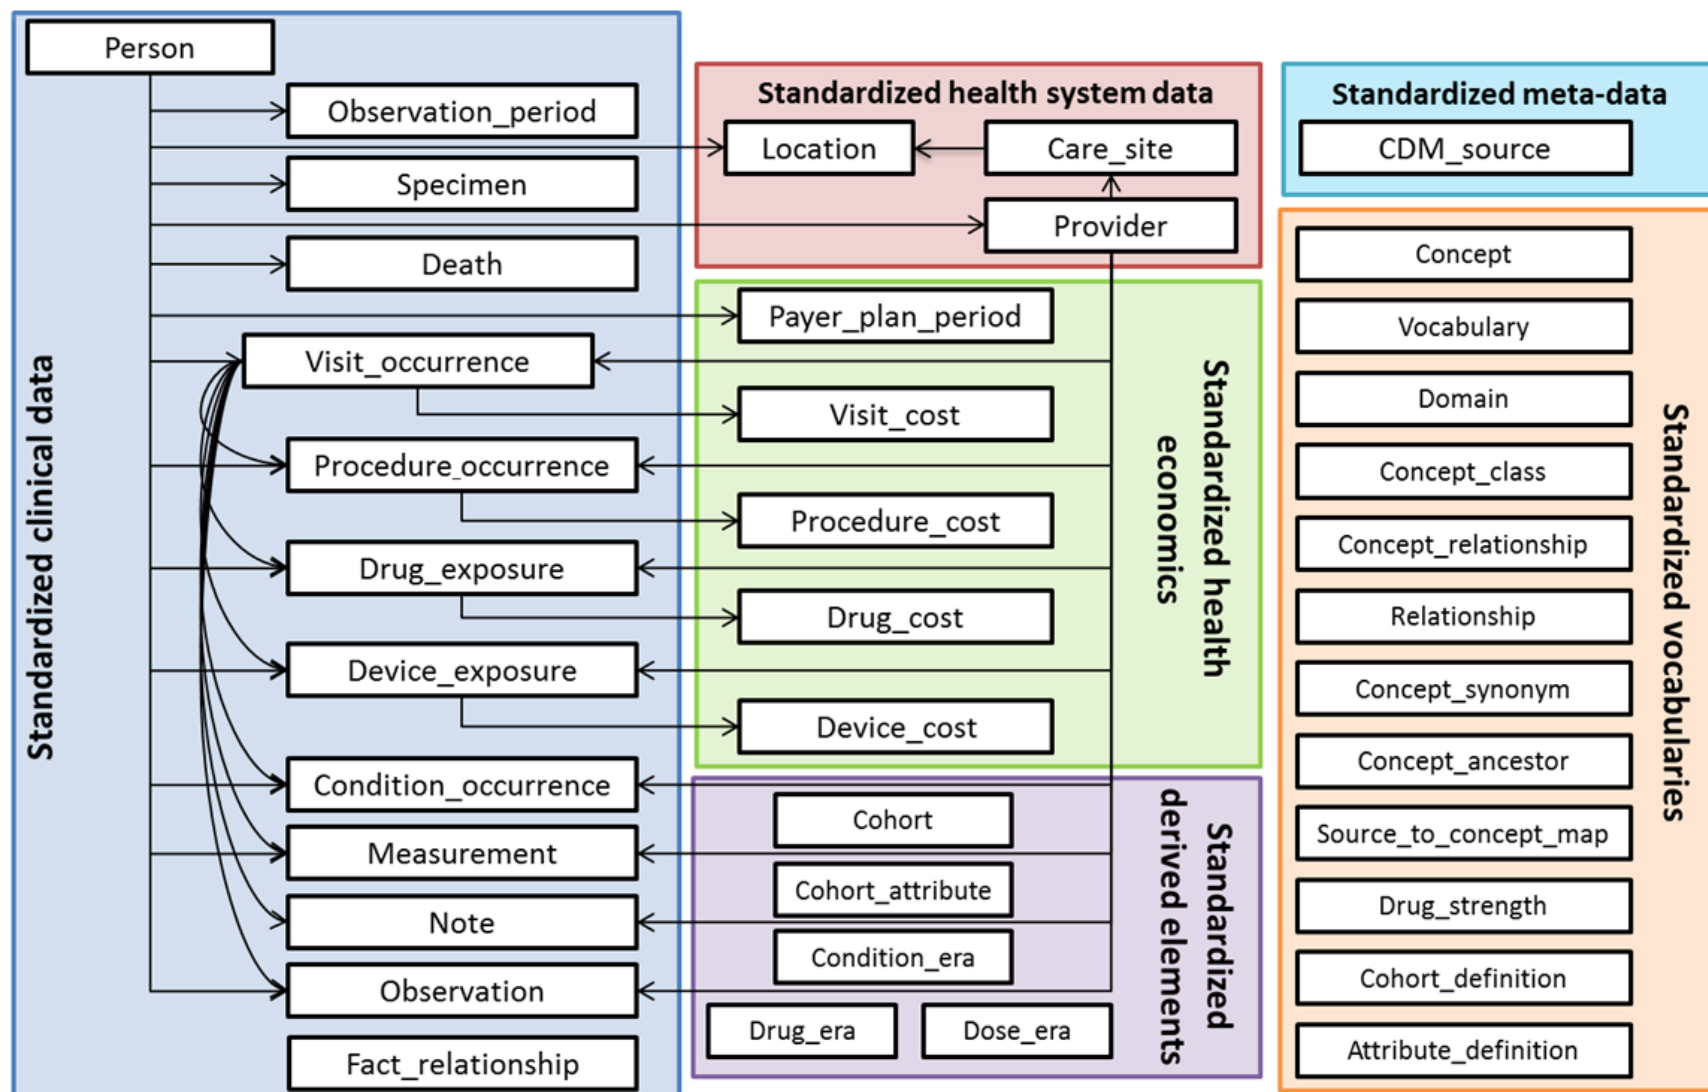 Person
Observation_period
Specimen
Death
Visit_occurrence
Procedure_occurrence
Drug_exposure
Device_exposure
Condition_occurrence
Measurement
Note
Observation
Fact_relationship
Standardized clinical data
Standardized health system data
Location
Care_site
Provider
Payer_plan_period
Visit_cost
Procedure_cost
Drug_cost
Device_cost
Standardized health
economics
Cohort
Cohort_attribute
Condition_era
Drug_era
Dose_era
Standardized
derived elements
Standardized meta-data
CDM_source
Concept
Vocabulary
Domain
Concept_class
Concept_relationship
Relationship
Concept_synonym
Concept_ancestor
Source_to_concept_map
Drug_strength
Cohort_definition
Attribute_definition
Standardized vocabularies